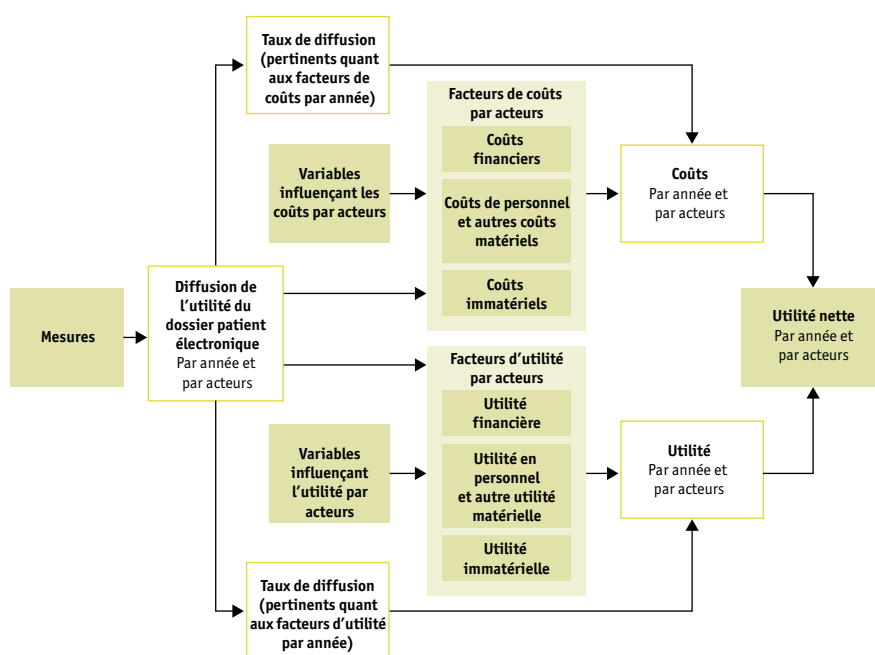 Taux de diffusion
(pertinents quant
aux facteurs de
coûts par année)
Facteurs de coûts
par acteurs
Coûts
financiers
Variables
influençant les
coûts par acteurs
Coûts de personnel
et autres coûts
matériels
Coûts
Par année et
par acteurs
Coûts
immatériels
Mesures
Diffusion de
l’utilité du
dossier patient
électronique
Par année et
par acteurs
Utilité nette
Par année et
par acteurs
Facteurs d’utilité
par acteurs
Utilité
financière
Variables
influençant
l’utilité par
acteurs
Utilité en
personnel
et autre utilité
matérielle
Utilité
Par année et
par acteurs
Utilité
immatérielle
Taux de diffusion
(pertinents quant
aux facteurs d’utilité
par année)